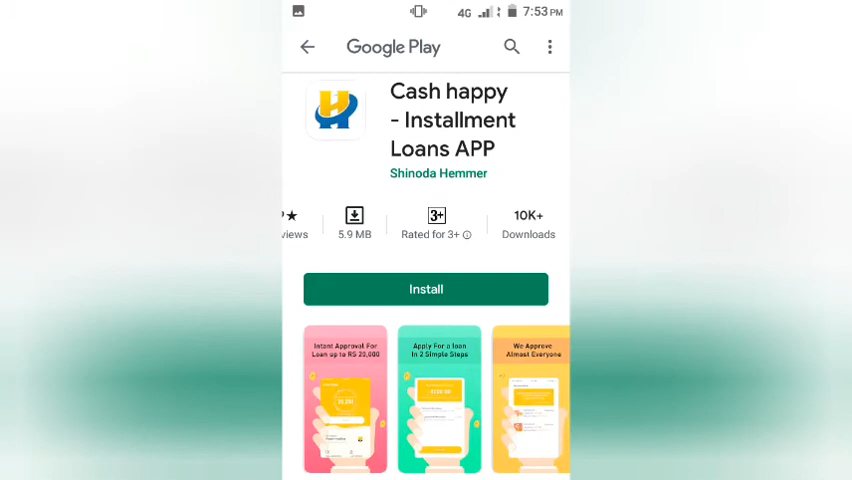 4G 7:53 PM
Google Play
Cash happy
- Installment
Loans APP
Shinoda Hemmer
★ 3+ 10K+
views 5.9 MB Rated for 3+ Downloads
Install
Intant Approval For
Loan up to RS 20,000
Apply For a loan
In 2 Simple Steps
We Approve
Almost Everyone